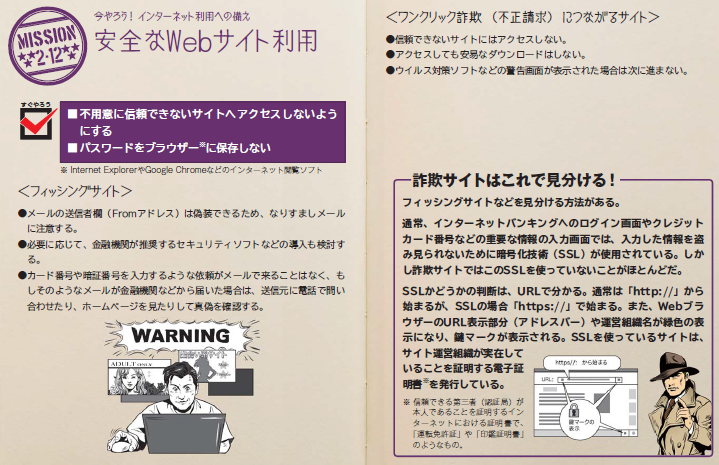 MISSION
★★2-12★★
今やろう！ インターネット利用への備え
安全なWebサイト利用
すぐやろう
■不用意に信頼できないサイトへアクセスしないよう
にする
■パスワードをブラウザー※に保存しない
※ Internet ExplorerやGoogle Chromeなどのインターネット閲覧ソフト
＜フィッシングサイト＞
●メールの送信者欄（Fromアドレス）は偽装できるため、なりすましメール
に注意する。
●必要に応じて、金融機関が推奨するセキュリティソフトなどの導入も検討す
る。
●カード番号や暗証番号を入力するような依頼がメールで来ることはなく、も
しそのようなメールが金融機関などから届いた場合は、送信元に電話で問い
合わせたり、ホームページを見たりして真偽を確認する。
WARNING
ADULT ONLY
＜ワンクリック詐欺（不正請求）につながるサイト＞
●信頼できないサイトにはアクセスしない。
●アクセスしても安易なダウンロードはしない。
●ウイルス対策ソフトなどの警告画面が表示された場合は次に進まない。
詐欺サイトはこれで見分ける！
フィッシングサイトなどを見分ける方法がある。
通常、インターネットバンキングへのログイン画面やクレジット
カード番号などの重要な情報の入力画面では、入力した情報を盗
み見られないために暗号化技術（SSL）が使用されている。しか
し詐欺サイトではこのSSLを使っていないことがほとんどだ。
SSLかどうかの判断は、URLで分かる。通常は「http://」から
始まるが、SSLの場合「https://」で始まる。また、Webブラ
ウザーのURL表示部分（アドレスバー）や運営組織名が緑色の表
示になり、鍵マークが表示される。SSLを使っているサイトは、
サイト運営組織が実在して
いることを証明する電子証
明書※を発行している。
※ 信頼できる第三者（認証局）が
本人であることを証明するイン
ターネットにおける証明書で、
「運転免許証」や「印鑑証明書」
のようなもの。
https//: から始まる
URL:
鍵マークの
表示